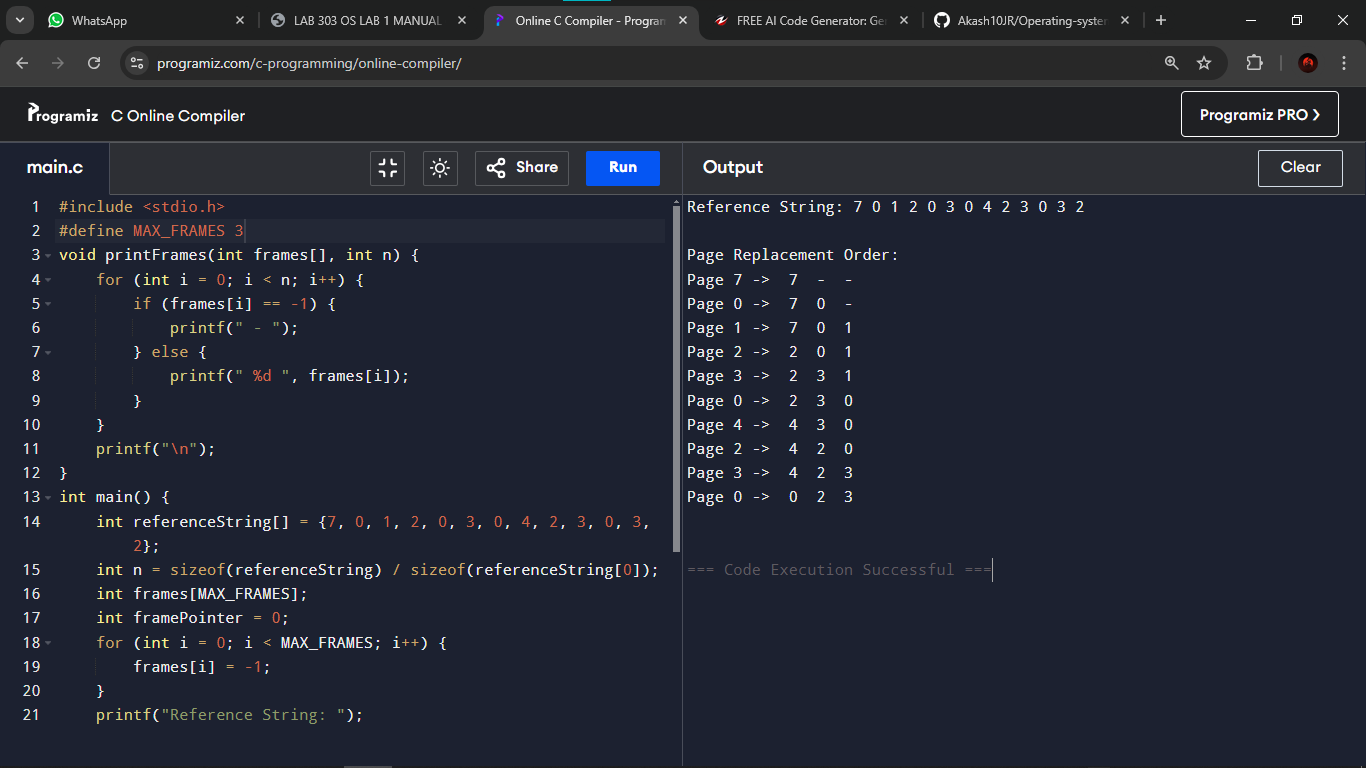 WhatsApp
LAB 303 OS LAB 1 MANUAL
Online C Compiler - Program
FREE AI Code Generator: Ge
Akash10JR/Operating-syste
programiz.com/c-programming/online-compiler/
Programiz C Online Compiler
Programiz PRO
main.c
Share
Run
Output
Clear
1 #include <stdio.h>
2 #define MAX_FRAMES 3
3 void printFrames(int frames[], int n) {
4 for (int i = 0; i < n; i++) {
5 if (frames[i] == -1) {
6 printf(" - ");
7 } else {
8 printf(" %d ", frames[i]);
9 }
10 }
11 printf("\n");
12 }
13 int main() {
14 int referenceString[] = {7, 0, 1, 2, 0, 3, 0, 4, 2, 3, 0, 3,
2};
15 int n = sizeof(referenceString) / sizeof(referenceString[0]);
16 int frames[MAX_FRAMES];
17 int framePointer = 0;
18 for (int i = 0; i < MAX_FRAMES; i++) {
19 frames[i] = -1;
20 }
21 printf("Reference String: ");
Reference String: 7 0 1 2 0 3 0 4 2 3 0 3 2
Page Replacement Order:
Page 7 -> 7 - -
Page 0 -> 7 0 -
Page 1 -> 7 0 1
Page 2 -> 2 0 1
Page 3 -> 2 3 1
Page 0 -> 2 3 0
Page 4 -> 4 3 0
Page 2 -> 4 2 0
Page 3 -> 4 2 3
Page 0 -> 0 2 3
=== Code Execution Successful ===